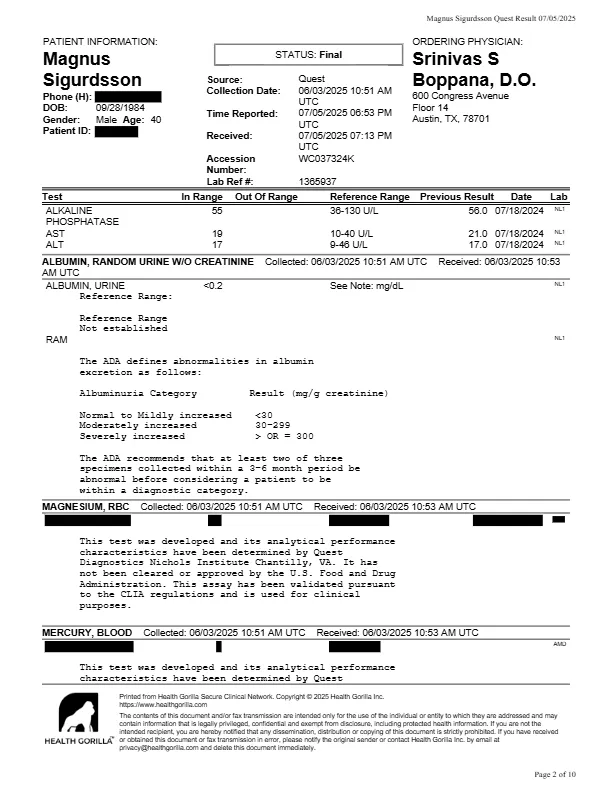 Magnus Sigurdsson Quest Result 07/05/2025
PATIENT INFORMATION:
Magnus
Sigurdsson
Phone (H):
DOB: 09/28/1984
Gender: Male Age: 40
Patient ID:
STATUS: Final
Source: Quest
Collection Date: 06/03/2025 10:51 AM
UTC
Time Reported: 07/05/2025 06:53 PM
UTC
Received: 07/05/2025 07:13 PM
UTC
Accession WC037324K
Number:
Lab Ref #: 1365937
ORDERING PHYSICIAN:
Srinivas S
Boppana, D.O.
600 Congress Avenue
Floor 14
Austin, TX, 78701
Test In Range Out Of Range Reference Range Previous Result Date Lab
ALKALINE 55 36-130 U/L 56.0 07/18/2024 NL1
PHOSPHATASE
AST 19 10-40 U/L 21.0 07/18/2024 NL1
ALT 17 9-46 U/L 17.0 07/18/2024 NL1
ALBUMIN, RANDOM URINE W/O CREATININE Collected: 06/03/2025 10:51 AM UTC Received: 06/03/2025 10:53
AM UTC
ALBUMIN, URINE <0.2 See Note: mg/dL NL1
Reference Range:
Reference Range
Not established
RAM NL1
The ADA defines abnormalities in albumin
excretion as follows:
Albuminuria Category Result (mg/g creatinine)
Normal to Mildly increased <30
Moderately increased 30-299
Severely increased > OR = 300
The ADA recommends that at least two of three
specimens collected within a 3-6 month period be
abnormal before considering a patient to be
within a diagnostic category.
MAGNESIUM, RBC Collected: 06/03/2025 10:51 AM UTC Received: 06/03/2025 10:53 AM UTC
This test was developed and its analytical performance
characteristics have been determined by Quest
Diagnostics Nichols Institute Chantilly, VA. It has
not been cleared or approved by the U.S. Food and Drug
Administration. This assay has been validated pursuant
to the CLIA regulations and is used for clinical
purposes.
MERCURY, BLOOD Collected: 06/03/2025 10:51 AM UTC Received: 06/03/2025 10:53 AM UTC
AMD
This test was developed and its analytical performance
characteristics have been determined by Quest
HEALTH GORILLA™
Printed from Health Gorilla Secure Clinical Network. Copyright © 2025 Health Gorilla Inc.
https://www.healthgorilla.com
The contents of this document and/or fax transmission are intended only for the use of the individual or entity to which they are addressed and may
contain information that is legally privileged, confidential and exempt from disclosure, including protected health information. If you are not the
intended recipient, you are hereby notified that any dissemination, distribution or copying of this document is strictly prohibited. If you have received
or obtained this document or fax transmission in error, please notify the original sender or contact Health Gorilla Inc. by email at
privacy@healthgorilla.com and delete this document immediately.
Page 2 of 10